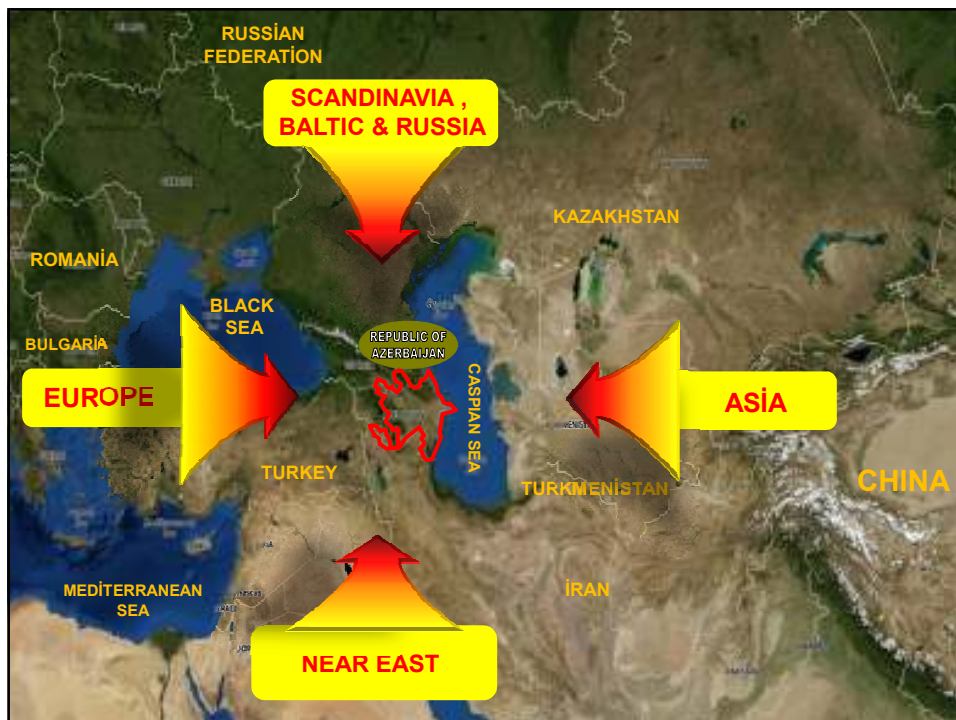 RUSSİAN
FEDERATİON
SCANDINAVIA ,
BALTIC & RUSSIA
KAZAKHSTAN
ROMANİA
BLACK
SEA
REPUBLIC OF
AZERBAIJAN
BULGARİA
EUROPE
CASPIAN SEA
ASİA
TURKEY
TURKMENİSTAN
CHINA
MEDİTERRANEAN
SEA
İRAN
NEAR EAST